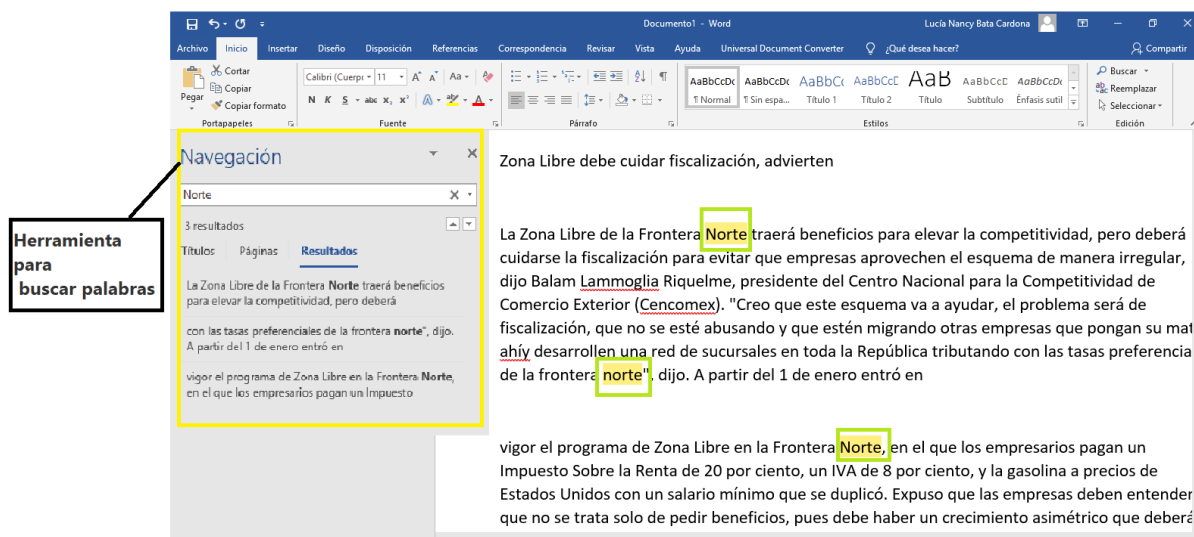 Documento1 - Word
Lucía Nancy Bata Cardona
Archivo Inicio Insertar Diseño Disposición Referencias Correspondencia Revisar Vista Ayuda Universal Document Converter ¿Qué desea hacer? Compartir
Pegar
Cortar
Copiar
Copiar formato
Portapapeles
Calibri (Cuerpo 11 A A Aa
N K S abc x₂ x² A A
Fuente
Párrafo
AaBbCcDc AaBbCcDc AaBbCc AaBbCcC AaB AaBbCcC AaBbCcDc
¶ Normal ¶ Sin espa... Título 1 Título 2 Título Subtítulo Énfasis sutil
Estilos
Buscar
Reemplazar
Seleccionar
Edición
Herramienta
para
buscar palabras
Navegación
Norte
3 resultados
Títulos Páginas Resultados
La Zona Libre de la Frontera Norte traerá beneficios
para elevar la competitividad, pero deberá
con las tasas preferenciales de la frontera norte", dijo.
A partir del 1 de enero entró en
vigor el programa de Zona Libre en la Frontera Norte,
en el que los empresarios pagan un Impuesto
Zona Libre debe cuidar fiscalización, advierten
La Zona Libre de la Frontera Norte traerá beneficios para elevar la competitividad, pero deberá
cuidarse la fiscalización para evitar que empresas aprovechen el esquema de manera irregular,
dijo Balam Lammoglia Riquelme, presidente del Centro Nacional para la Competitividad de
Comercio Exterior (Cencomex). "Creo que este esquema va a ayudar, el problema será de
fiscalización, que no se esté abusando y que estén migrando otras empresas que pongan su mat
ahíy desarrollen una red de sucursales en toda la República tributando con las tasas preferencia
de la frontera norte", dijo. A partir del 1 de enero entró en
vigor el programa de Zona Libre en la Frontera Norte, en el que los empresarios pagan un
Impuesto Sobre la Renta de 20 por ciento, un IVA de 8 por ciento, y la gasolina a precios de
Estados Unidos con un salario mínimo que se duplicó. Expuso que las empresas deben entender
que no se trata solo de pedir beneficios, pues debe haber un crecimiento asimétrico que deberá